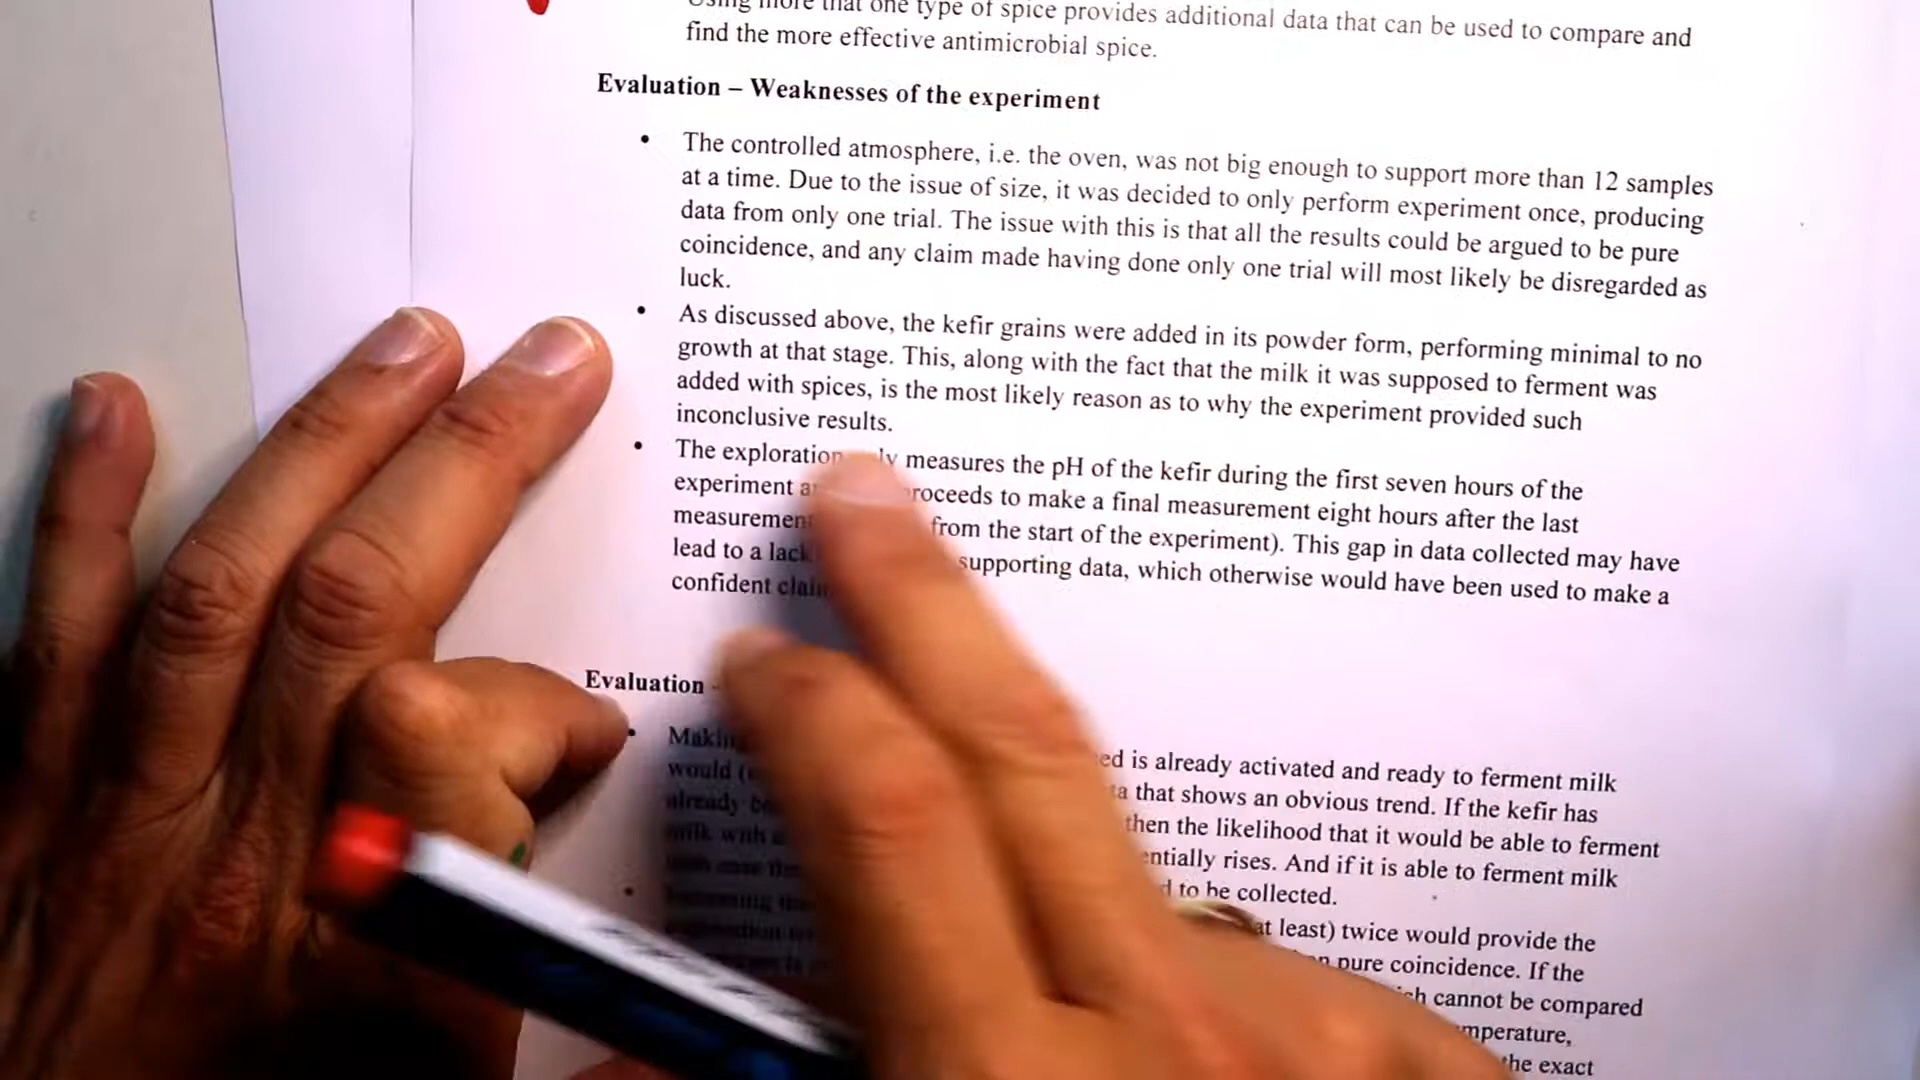 Using more that one type of spice provides additional data that can be used to compare and
find the more effective antimicrobial spice.
Evaluation – Weaknesses of the experiment
• The controlled atmosphere, i.e. the oven, was not big enough to support more than 12 samples
at a time. Due to the issue of size, it was decided to only perform experiment once, producing
data from only one trial. The issue with this is that all the results could be argued to be pure
coincidence, and any claim made having done only one trial will most likely be disregarded as
luck.
• As discussed above, the kefir grains were added in its powder form, performing minimal to no
growth at that stage. This, along with the fact that the milk it was supposed to ferment was
added with spices, is the most likely reason as to why the experiment provided such
inconclusive results.
• The exploration measures the pH of the kefir during the first seven hours of the
experiment proceeds to make a final measurement eight hours after the last
measurement from the start of the experiment). This gap in data collected may have
lead to a lack supporting data, which otherwise would have been used to make a
confident claim
Evaluation -
• Making is already activated and ready to ferment milk
would that shows an obvious trend. If the kefir has
already then the likelihood that it would be able to ferment
milk with rises. And if it is able to ferment milk
to be collected.
• at least) twice would provide the
pure coincidence. If the
cannot be compared
the exact